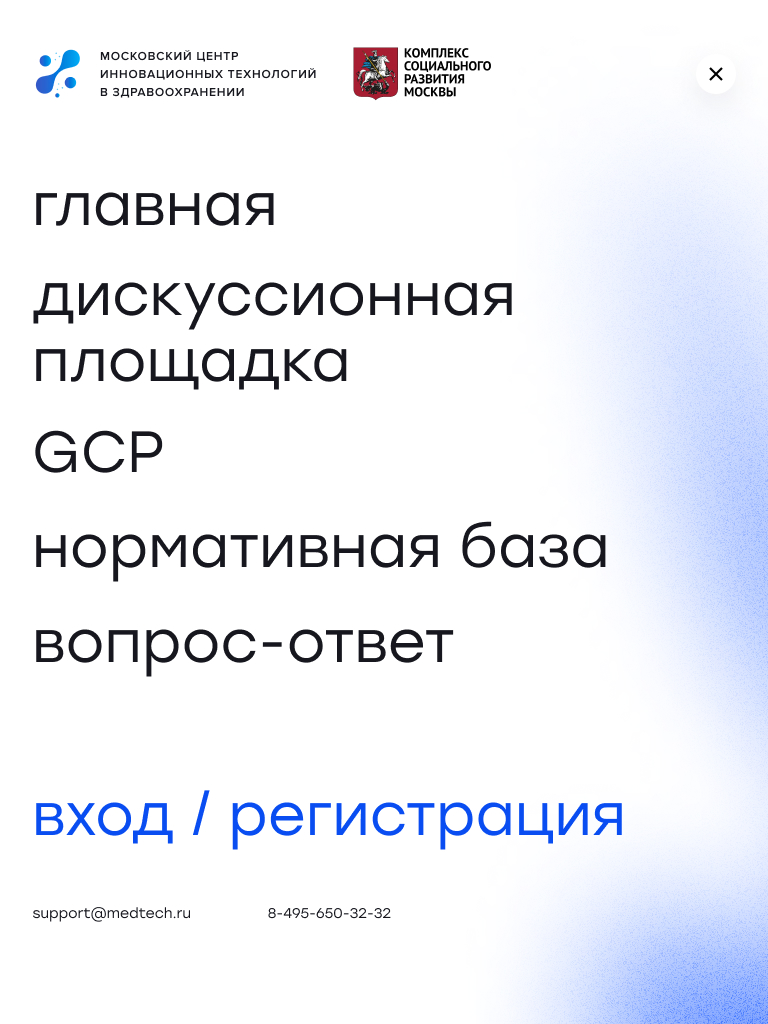 МОСКОВСКИЙ ЦЕНТР
ИННОВАЦИОННЫХ ТЕХНОЛОГИЙ
В ЗДРАВООХРАНЕНИИ
КОМПЛЕКС
СОЦИАЛЬНОГО
РАЗВИТИЯ
МОСКВЫ
главная
дискуссионная
площадка
GCP
нормативная база
вопрос-ответ
вход / регистрация
support@medtech.ru
8-495-650-32-32